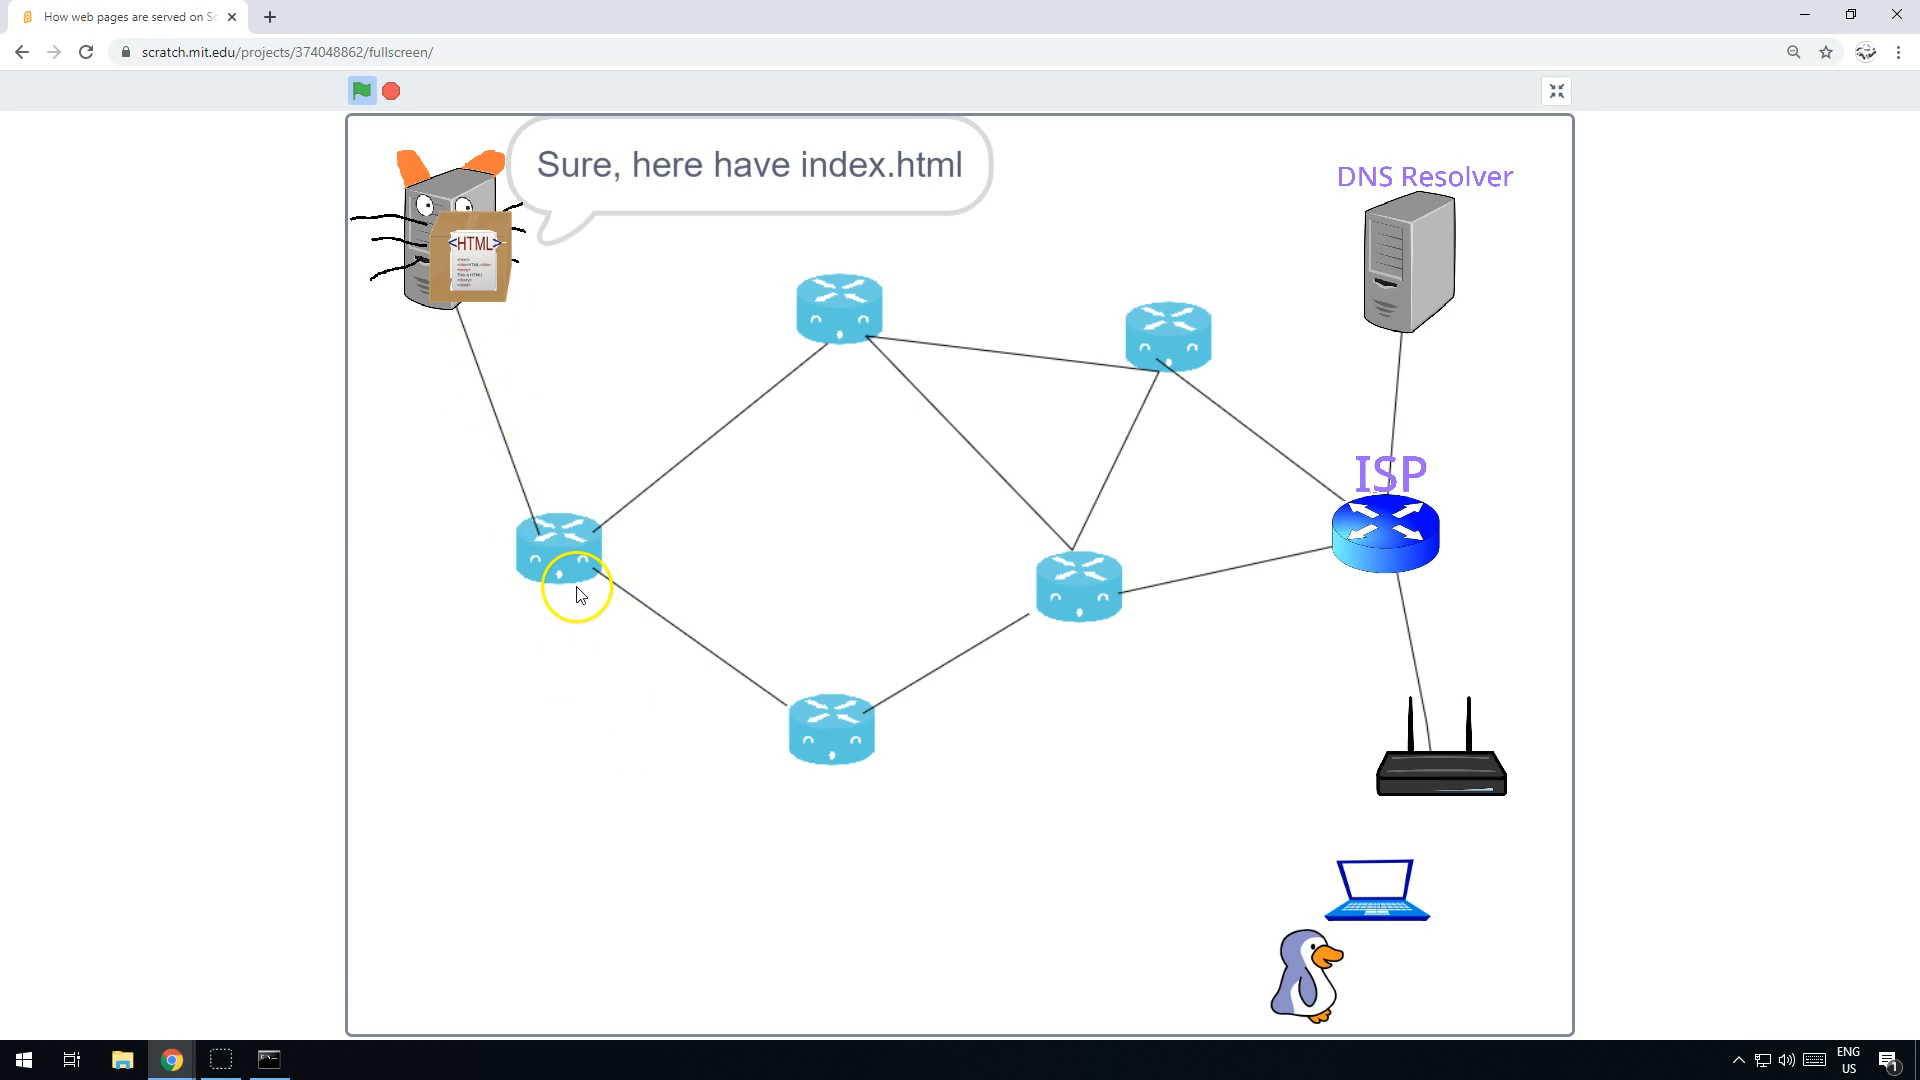 How web pages are served on Sc
scratch.mit.edu/projects/374048862/fullscreen/
Sure, here have index.html
DNS Resolver
<HTML>
ISP
ENG
US
1